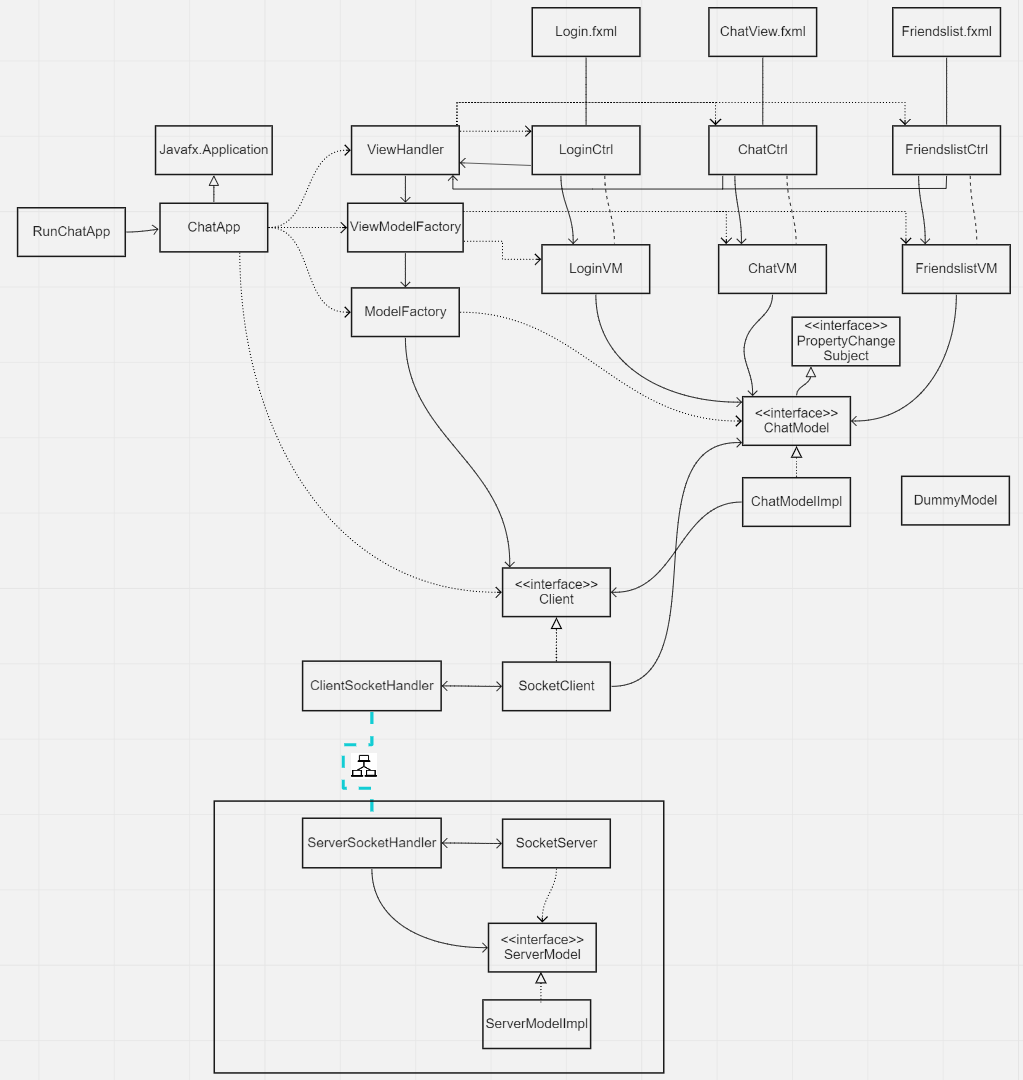 Login.fxml
ChatView.fxml
Friendslist.fxml
Javafx.Application
ViewHandler
LoginCtrl
ChatCtrl
FriendslistCtrl
RunChatApp
ChatApp
ViewModelFactory
LoginVM
ChatVM
FriendslistVM
ModelFactory
<<interface>>
PropertyChange
Subject
<<interface>>
ChatModel
ChatModelImpl
DummyModel
<<interface>>
Client
ClientSocketHandler
SocketClient
ServerSocketHandler
SocketServer
<<interface>>
ServerModel
ServerModelImpl